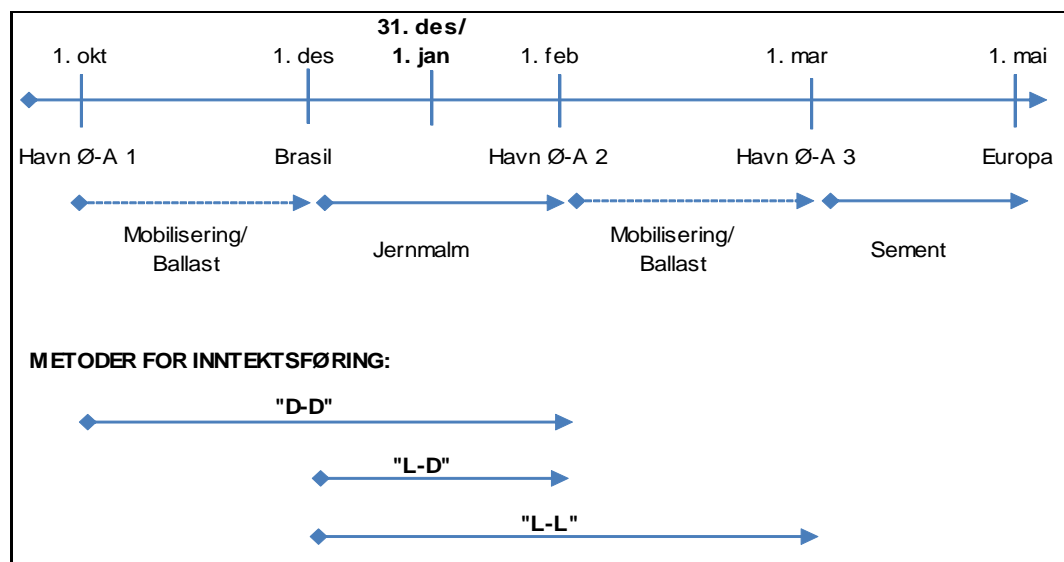 31. des/
1. okt 1. des 1. jan 1. feb 1. mar 1. mai
Havn Ø-A 1 Brasil Havn Ø-A 2 Havn Ø-A 3 Europa
Mobilisering/ Mobilisering/
Ballast Jernmalm Ballast Sement
METODER FOR INNTEKTSFØRING:
"D-D"
"L-D"
"L-L"